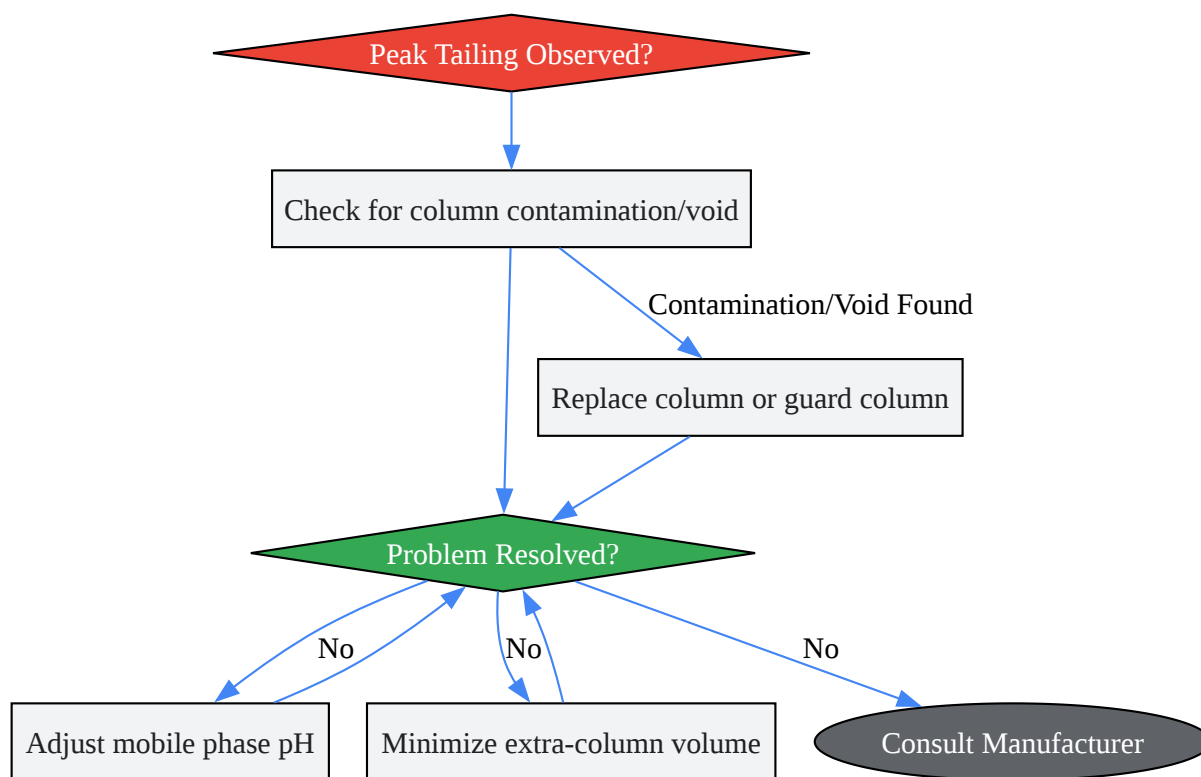 Peak Tailing Observed?
Check for column contamination/void
Contamination/Void Found
Replace column or guard column
Problem Resolved?
No
No
No
Adjust mobile phase pH
Minimize extra-column volume
Consult Manufacturer